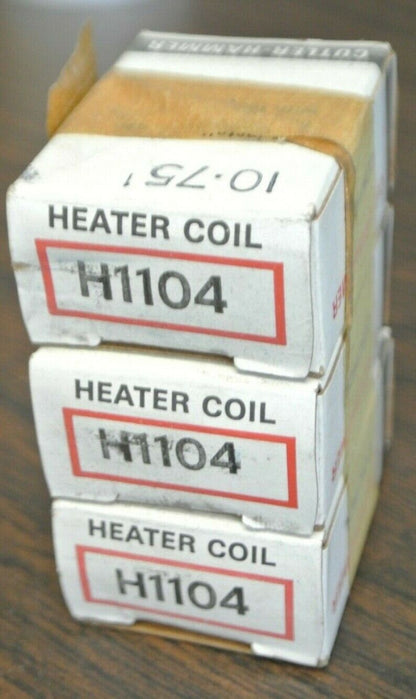 CUTLER-HAMMER
10.75'
HEATER COIL
H1104
HEATER COIL
H1104
HEATER COIL
H1104